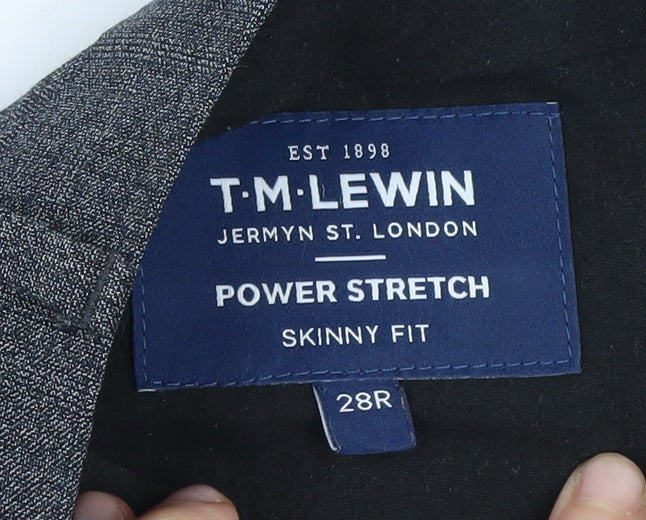 EST 1898
T·M·LEWIN
JERMYN ST. LONDON
POWER STRETCH
SKINNY FIT
28R